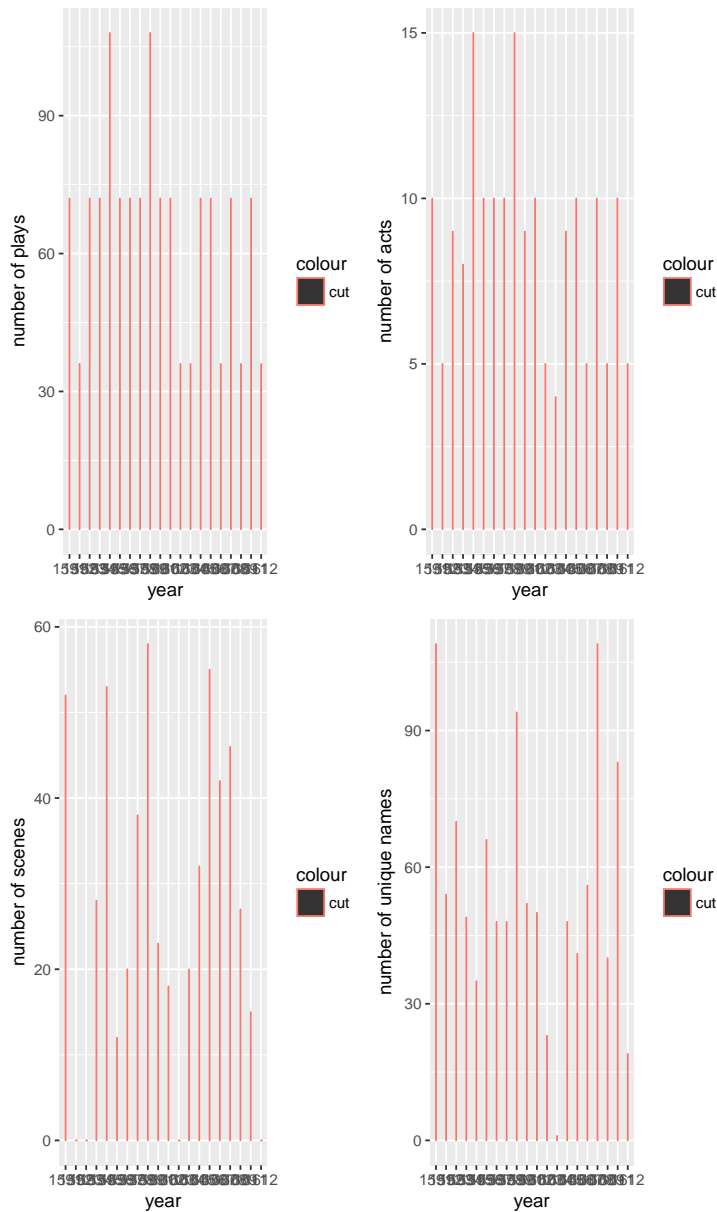 90
60
30
0
number of plays
year
colour
cut
15
10
5
0
number of acts
year
colour
cut
60
40
20
0
number of scenes
year
colour
cut
90
60
30
0
number of unique names
year
colour
cut